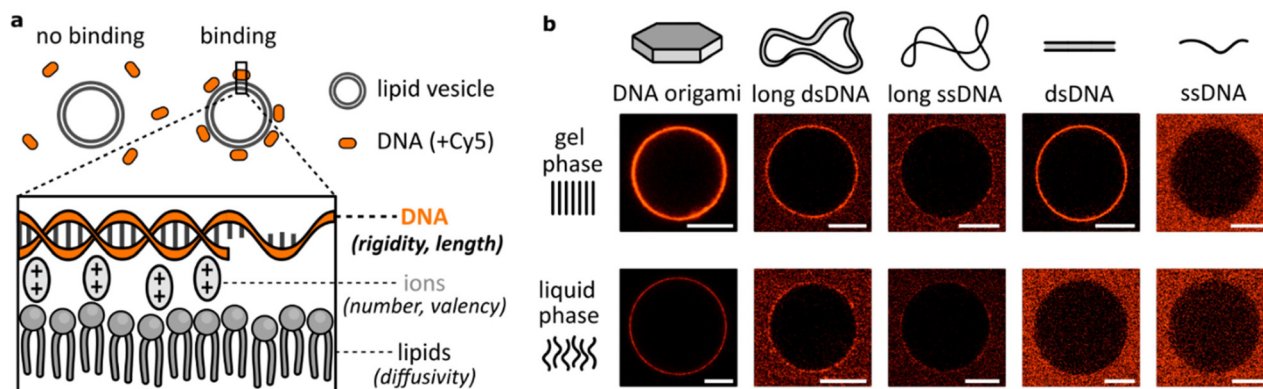 a
no binding
binding
lipid vesicle
DNA (+Cy5)
DNA
(rigidity, length)
++
++
++
++
ions
(number, valency)
lipids
(diffusivity)
b
DNA origami
long dsDNA
long ssDNA
dsDNA
ssDNA
gel
phase
liquid
phase